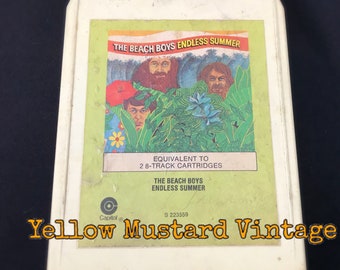 THE BEACH BOYS ENDLESS SUMMER
EQUIVALENT TO
2 8-TRACK CARTRIDGES
THE BEACH BOYS
ENDLESS SUMMER
Capitol
S 223559
Yellow Mustard Vintage